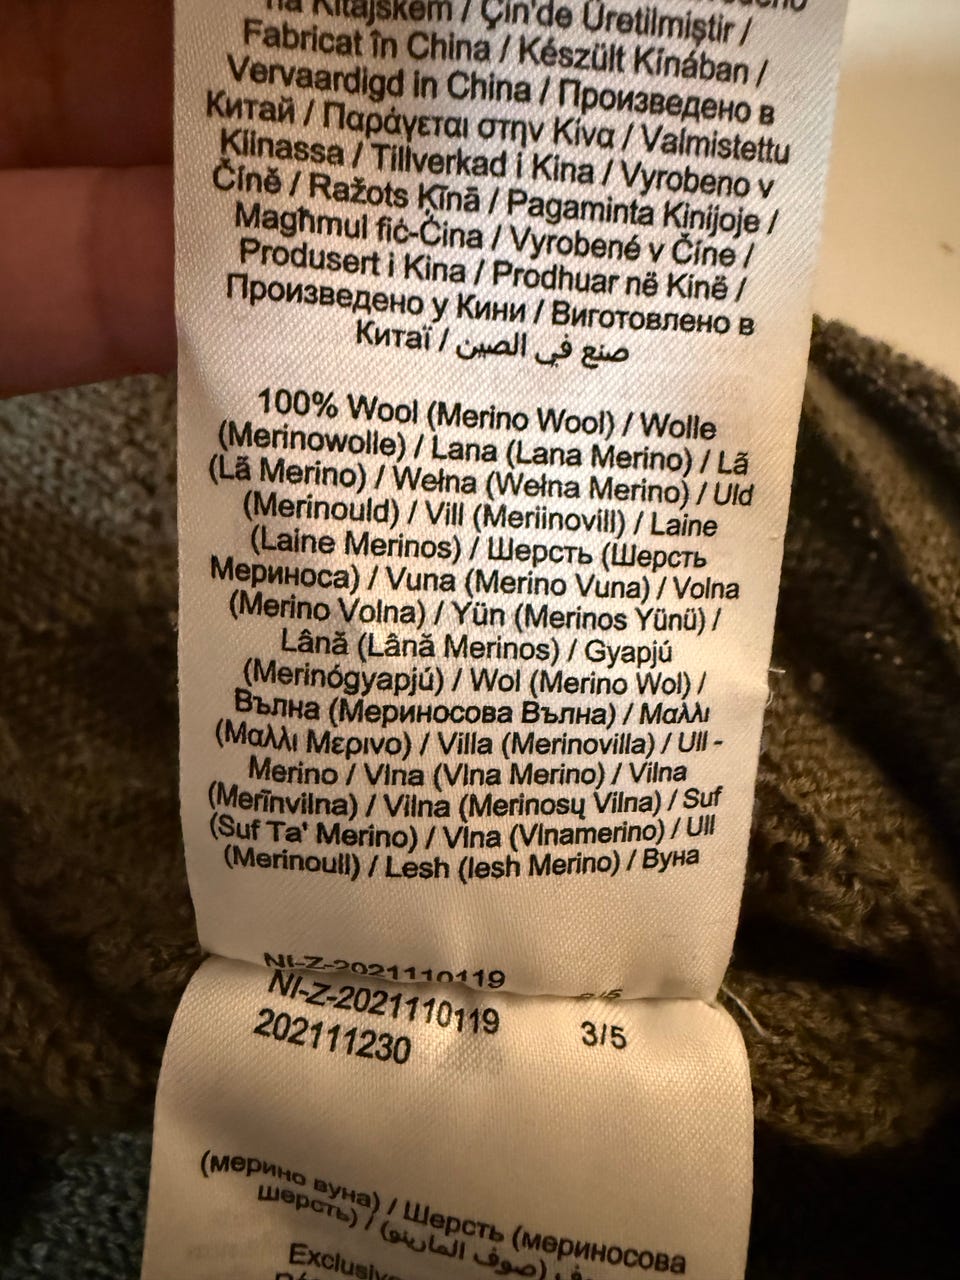 na Kitajskem / Çin'de Üretilmiştir /
Fabricat în China / Készült Kínában /
Vervaardigd in China / Произведено в
Китай / Παράγεται στην Κίνα / Valmistettu
Kiinassa / Tillverkad i Kina / Vyrobeno v
Číně / Ražots Ķīnā / Pagaminta Kinijoje /
Magħmul fiċ-Ċina / Vyrobené v Číne /
Produsert i Kina / Prodhuar në Kinë /
Произведено у Кини / Виготовлено в
Китаї / صنع في الصين
100% Wool (Merino Wool) / Wolle
(Merinowolle) / Lana (Lana Merino) / Lã
(Lã Merino) / Wełna (Wełna Merino) / Uld
(Merinould) / Vill (Meriinovill) / Laine
(Laine Merinos) / Шерсть (Шерсть
Мериноса) / Vuna (Merino Vuna) / Volna
(Merino Volna) / Yün (Merinos Yünü) /
Lână (Lână Merinos) / Gyapjú
(Merinógyapjú) / Wol (Merino Wol) /
Вълна (Мериносова Вълна) / Μαλλι
(Μαλλι Μερινο) / Villa (Merinovilla) / Ull -
Merino / Vlna (Vlna Merino) / Vilna
(Merīnvilna) / Vilna (Merinosų Vilna) / Suf
(Suf Ta' Merino) / Vlna (Vlnamerino) / Ull
(Merinoull) / Lesh (lesh Merino) / Вуна
NI-Z-2021110119
NI-Z-2021110119
202111230 3/5
(мерино вуна) / Шерсть (мериносова
шерсть) / (صوف المارينو)